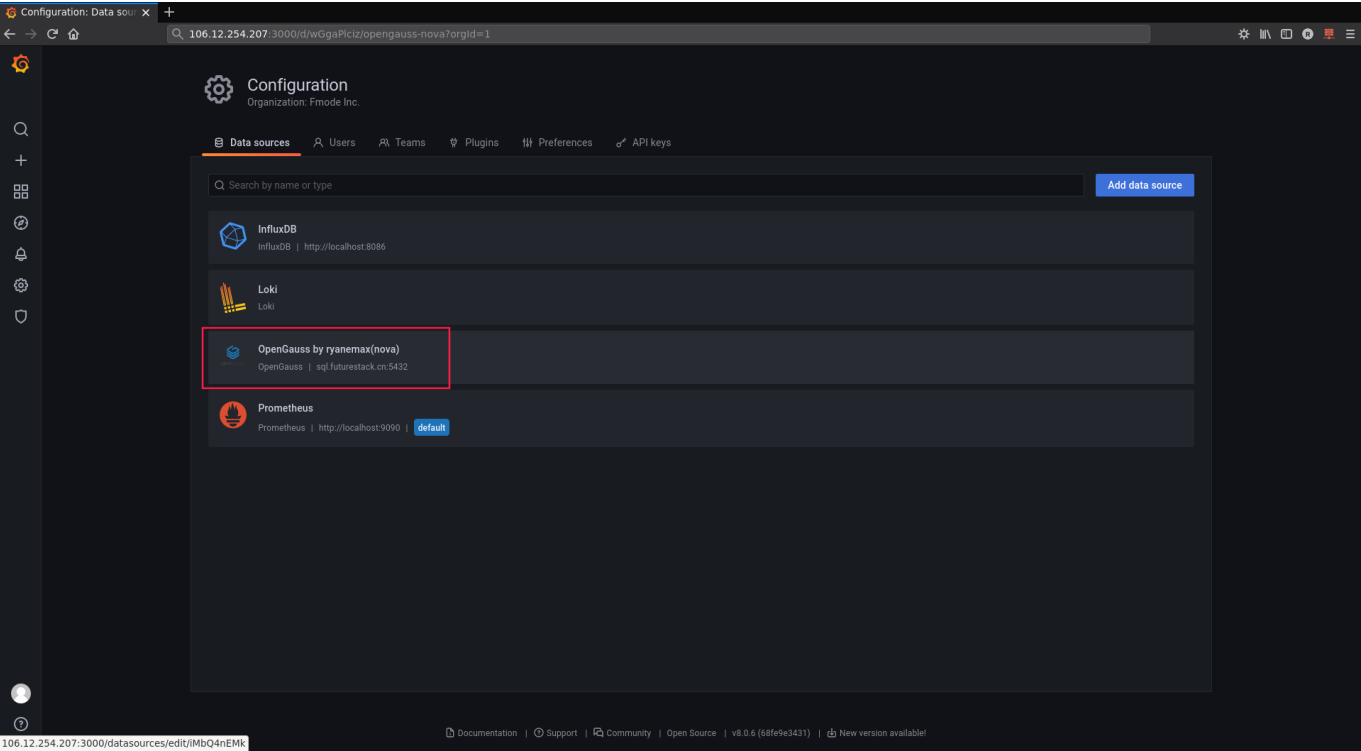 Configuration: Data sour
106.12.254.207:3000/d/wGgaPlciz/opengauss-nova?orgId=1
Configuration
Organization: Fmode Inc.
Data sources Users Teams Plugins Preferences API keys
Search by name or type Add data source
InfluxDB
InfluxDB | http://localhost:8086
Loki
Loki
OpenGauss by ryanemax(nova)
OpenGauss | sql.futurestack.cn:5432
Prometheus
Prometheus | http://localhost:9090 | default
Documentation | Support | Community | Open Source | v8.0.6 (68fe9e3431) | New version available!
106.12.254.207:3000/datasources/edit/iMbQ4nEMk